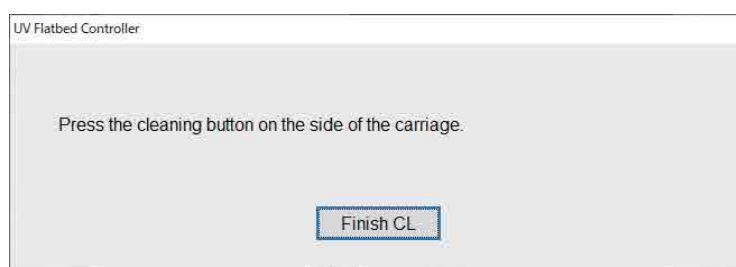 UV Flatbed Controller
Press the cleaning button on the side of the carriage.
Finish CL